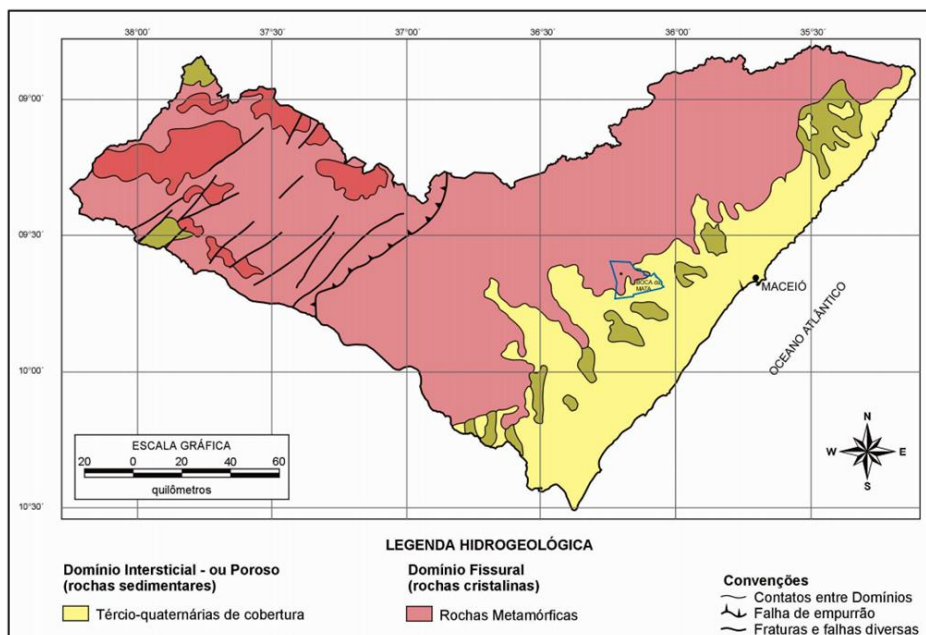 38°00' 37°30' 37°00' 36°30' 36°00' 35°30'
09°00'
09°30'
10°00'
10°30'
BOCA da
MATA
MACEIÓ
OCEANO ATLÂNTICO
N
W E
S
ESCALA GRÁFICA
20 0 20 40 60
quilômetros
LEGENDA HIDROGEOLÓGICA
Domínio Intersticial - ou Poroso
(rochas sedimentares)
Tércio-quaternárias de cobertura
Domínio Fissural
(rochas cristalinas)
Rochas Metamórficas
Convenções
Contatos entre Domínios
Falha de empurrão
Fraturas e falhas diversas